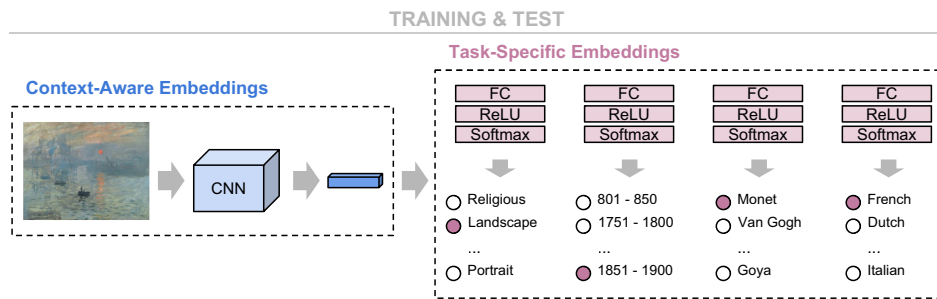 TRAINING & TEST
Task-Specific Embeddings
Context-Aware Embeddings
CNN
FC
ReLU
Softmax
FC
ReLU
Softmax
FC
ReLU
Softmax
FC
ReLU
Softmax
Religious
Landscape
...
Portrait
801 - 850
1751 - 1800
...
1851 - 1900
Monet
Van Gogh
...
Goya
French
Dutch
...
Italian